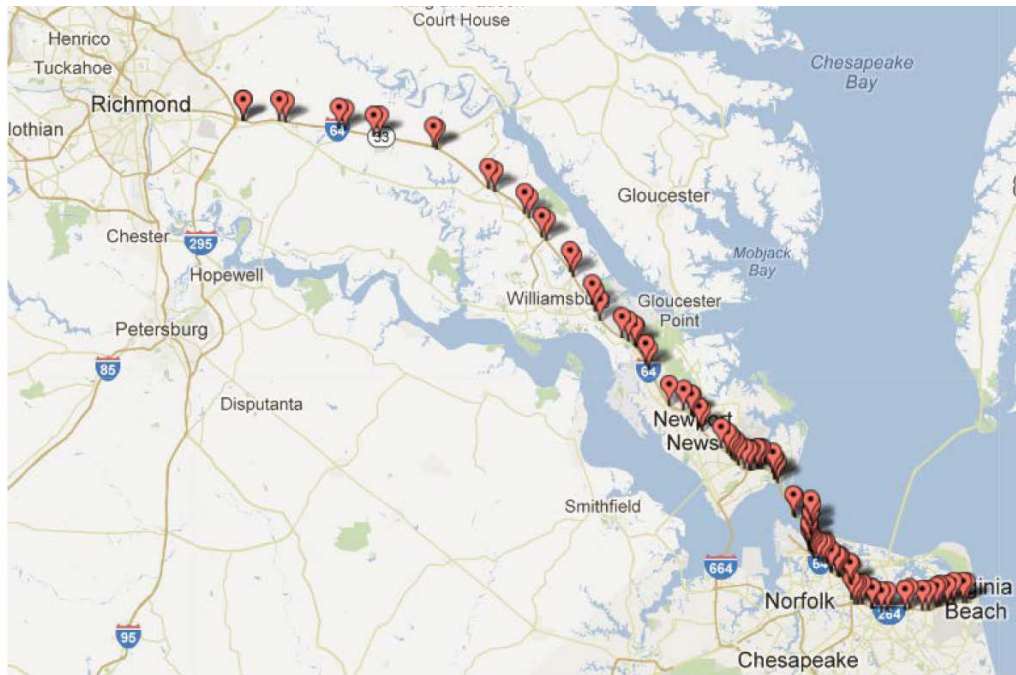 Court House
Henrico
Tuckahoe
Richmond
lothian
64
33
Chesapeake
Bay
Gloucester
Chester
295
Hopewell
Mobjack
Bay
Williamsbu
Gloucester
Point
Petersburg
85
64
Disputanta
Newport
News
Smithfield
664
64
Norfolk
264
ginia
Beach
95
Chesapeake